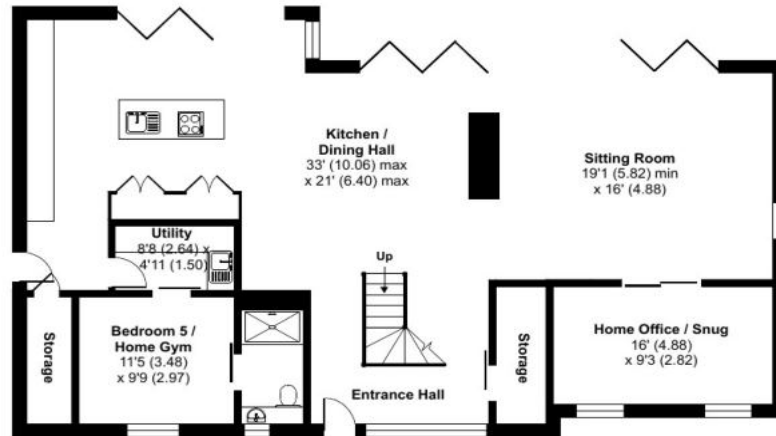 Kitchen /
Dining Hall
33' (10.06) max
x 21' (6.40) max
Sitting Room
19'1 (5.82) min
x 16' (4.88)
Utility
8'8 (2.64) x
4'11 (1.50)
Up
Bedroom 5 /
Home Gym
11'5 (3.48)
x 9'9 (2.97)
Storage
Storage
Home Office / Snug
16' (4.88)
x 9'3 (2.82)
Entrance Hall